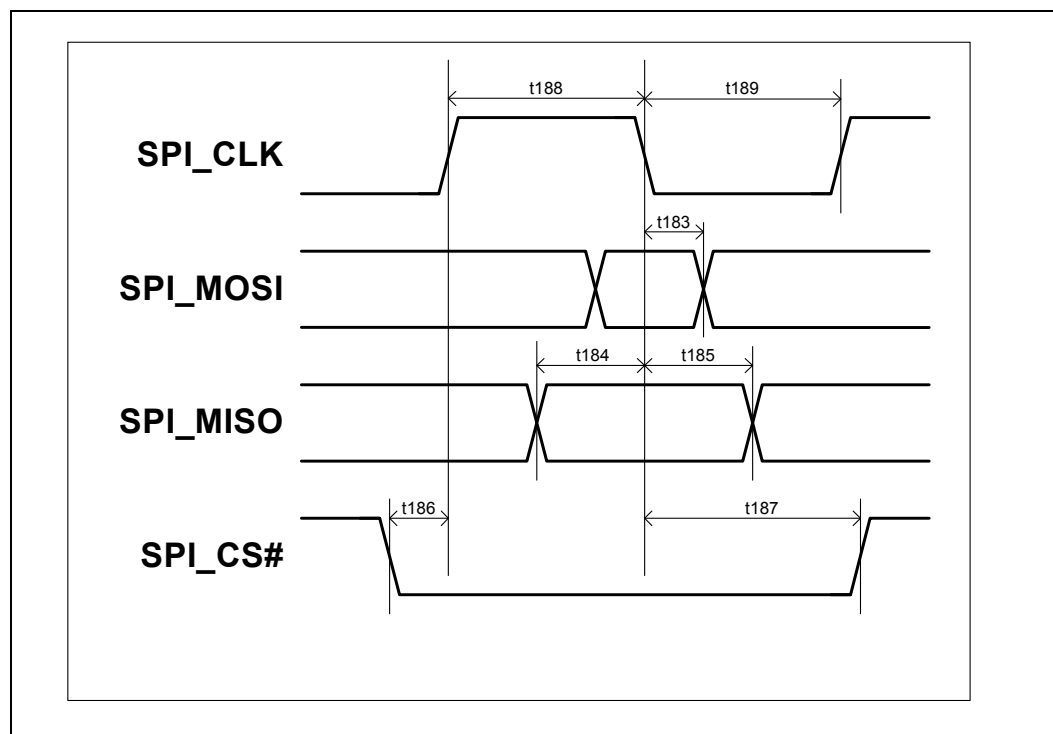 t188 t189
SPI_CLK
t183
SPI_MOSI
t184 t185
SPI_MISO
t186 t187
SPI_CS#